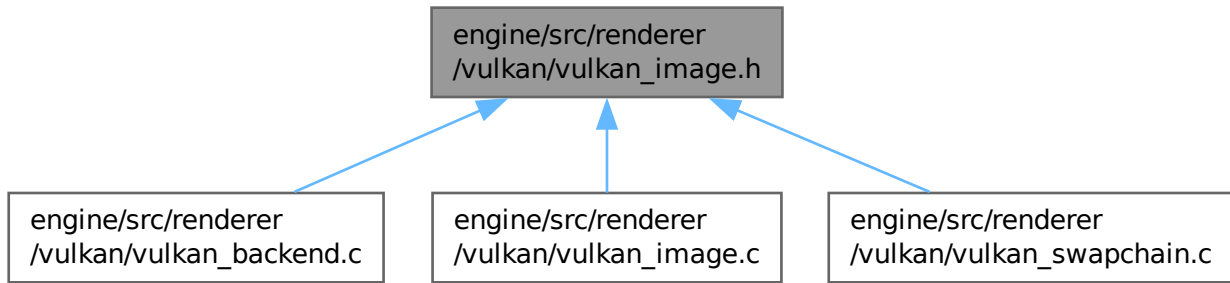 engine/src/renderer
/vulkan/vulkan_image.h
engine/src/renderer
/vulkan/vulkan_backend.c
engine/src/renderer
/vulkan/vulkan_image.c
engine/src/renderer
/vulkan/vulkan_swapchain.c